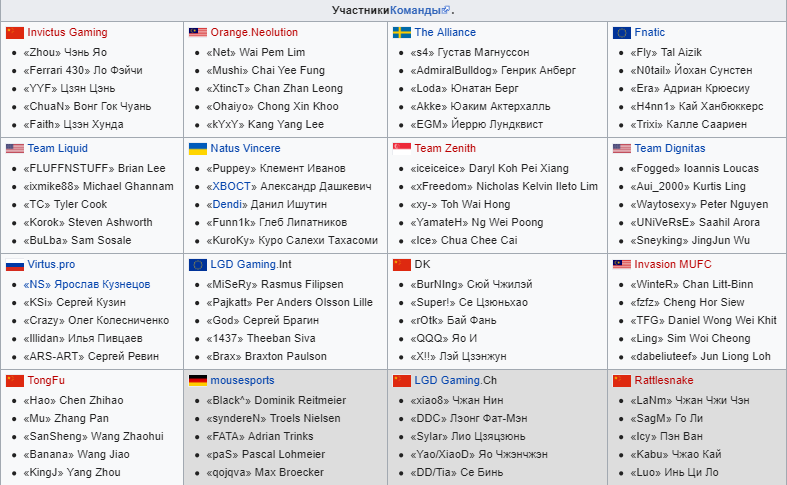 УчастникиКоманды .
Invictus Gaming
«Zhou» Чэнь Яо
«Ferrari 430» Ло Фэйчи
«YYF» Цзян Цэнь
«ChuaN» Вонг Гок Чуань
«Faith» Цзэн Хунда
Orange.Neolution
«Net» Wai Pem Lim
«Mushi» Chai Yee Fung
«XtincT» Chan Zhan Leong
«Ohaiyo» Chong Xin Khoo
«kYxY» Kang Yang Lee
The Alliance
«s4» Густав Магнуссон
«AdmiralBulldog» Генрик Анберг
«Loda» Юнатан Берг
«Akke» Юаким Актерхалль
«EGM» Йеррю Лундквист
Fnatic
«Fly» Tal Aizik
«N0tail» Йохан Сунстен
«Era» Адриан Крюесиу
«H4nn1» Кай Ханбюккерс
«Trixi» Калле Саариен
Team Liquid
«FLUFFNSTUFF» Brian Lee
«ixmike88» Michael Ghannam
«TC» Tyler Cook
«Korok» Steven Ashworth
«BuLba» Sam Sosale
Natus Vincere
«Puppey» Клемент Иванов
«XBOCT» Александр Дашкевич
«Dendi» Данил Ишутин
«Funn1k» Глеб Липатников
«KuroKy» Куро Салехи Тахасоми
Team Zenith
«iceiceice» Daryl Koh Pei Xiang
«xFreedom» Nicholas Kelvin Ileto Lim
«xy-» Toh Wai Hong
«YamateH» Ng Wei Poong
«Ice» Chua Chee Cai
Team Dignitas
«Fogged» Ioannis Loucas
«Aui_2000» Kurtis Ling
«Waytosexy» Peter Nguyen
«UNiVeRsE» Saahil Arora
«Sneyking» JingJun Wu
Virtus.pro
«NS» Ярослав Кузнецов
«KSi» Сергей Кузин
«Crazy» Олег Колесниченко
«Illidan» Илья Пивцаев
«ARS-ART» Сергей Ревин
LGD Gaming.Int
«MiSeRy» Rasmus Filipsen
«Pajkatt» Per Anders Olsson Lille
«God» Сергей Брагин
«1437» Theeban Siva
«Brax» Braxton Paulson
DK
«BurNIng» Сюй Чжилэй
«Super!» Се Цзюньхао
«rOtk» Бай Фань
«QQQ» Яо И
«X!!» Лэй Цзэнжун
Invasion MUFC
«WinteR» Chan Litt-Binn
«fzfz» Cheng Hor Siew
«TFG» Daniel Wong Wei Khit
«Ling» Sim Woi Cheong
«dabeliuteef» Jun Liong Loh
TongFu
«Hao» Chen Zhihao
«Mu» Zhang Pan
«SanSheng» Wang Zhaohui
«Banana» Wang Jiao
«KingJ» Yang Zhou
mousesports
«Black^» Dominik Reitmeier
«syndereN» Troels Nielsen
«FATA» Adrian Trinks
«paS» Pascal Lohmeier
«qojqva» Max Broecker
LGD Gaming.Ch
«xiao8» Чжан Нин
«DDC» Лэонг Фат-Мэн
«Sylar» Лио Цзяцзюнь
«Yao/XiaoD» Яо Чжэнчжэн
«DD/Tia» Се Бинь
Rattlesnake
«LaNm» Чжан Чжи Чэн
«SagM» Го Ли
«Icy» Пэн Ван
«Kabu» Чжао Кай
«Luo» Инь Ци Ло